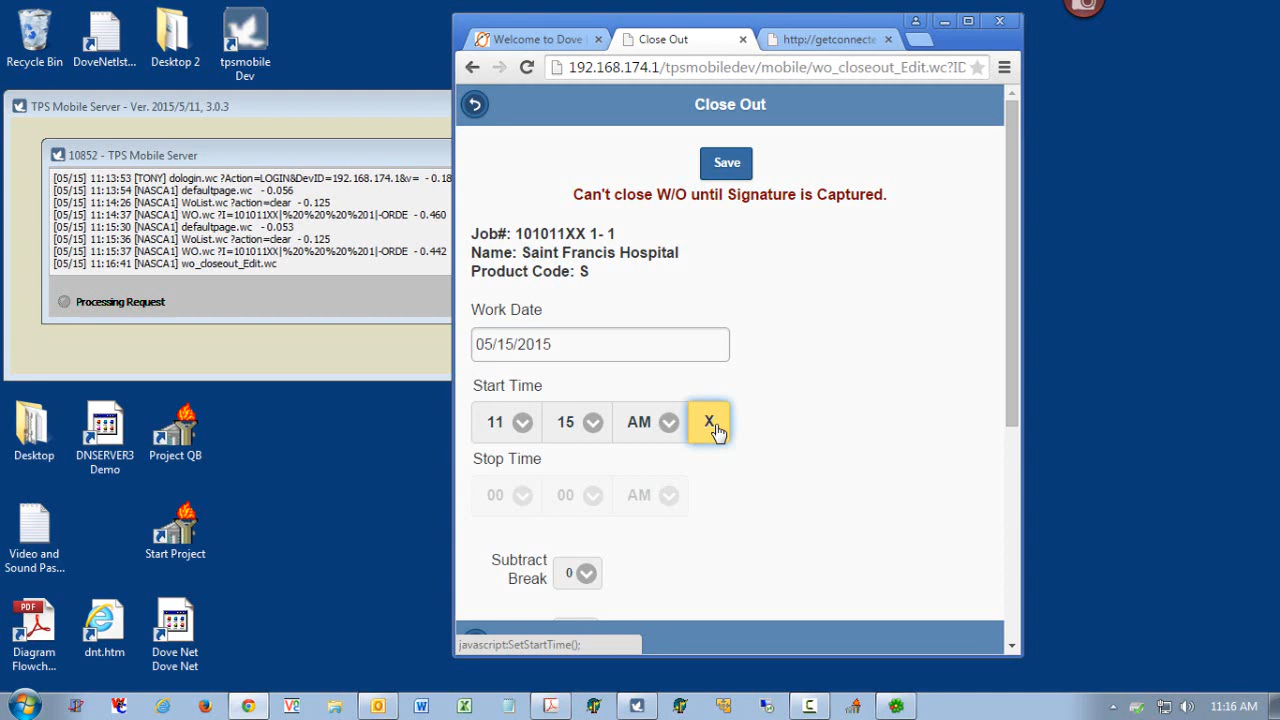 Recycle Bin
DoveNetIst...
Desktop 2
tpsmobile
Dev
TPS Mobile Server - Ver. 2015/5/11, 3.0.3
10852 - TPS Mobile Server
[05/15] 11:13:53 [TONY] dologin.wc ?Action=LOGIN&DevID=192.168.174.1&v= - 0.18
[05/15] 11:13:54 [NASCA1] defaultpage.wc - 0.056
[05/15] 11:14:26 [NASCA1] WoList.wc ?action=clear - 0.125
[05/15] 11:14:37 [NASCA1] WO.wc ?I=101011XX|%20%20%20%201|-ORDE - 0.460
[05/15] 11:15:30 [NASCA1] defaultpage.wc - 0.053
[05/15] 11:15:36 [NASCA1] WoList.wc ?action=clear - 0.125
[05/15] 11:15:37 [NASCA1] WO.wc ?I=101011XX|%20%20%20%201|-ORDE - 0.442
[05/15] 11:16:41 [NASCA1] wo_closeout_Edit.wc
Processing Request
Desktop
DNSERVER3
Demo
Project QB
Video and
Sound Pas...
Start Project
PDF
Diagram
Flowch...
dnt.htm
Dove Net
Dove Net
Welcome to Dove
Close Out
http://getconnecte
192.168.174.1/tpsmobiledev/mobile/wo_closeout_Edit.wc?ID
Close Out
Save
Can't close W/O until Signature is Captured.
Job#: 101011XX 1- 1
Name: Saint Francis Hospital
Product Code: S
Work Date
05/15/2015
Start Time
11 15 AM X
Stop Time
00 00 AM
Subtract
Break
0
javascript:SetStartTime();
11:16 AM